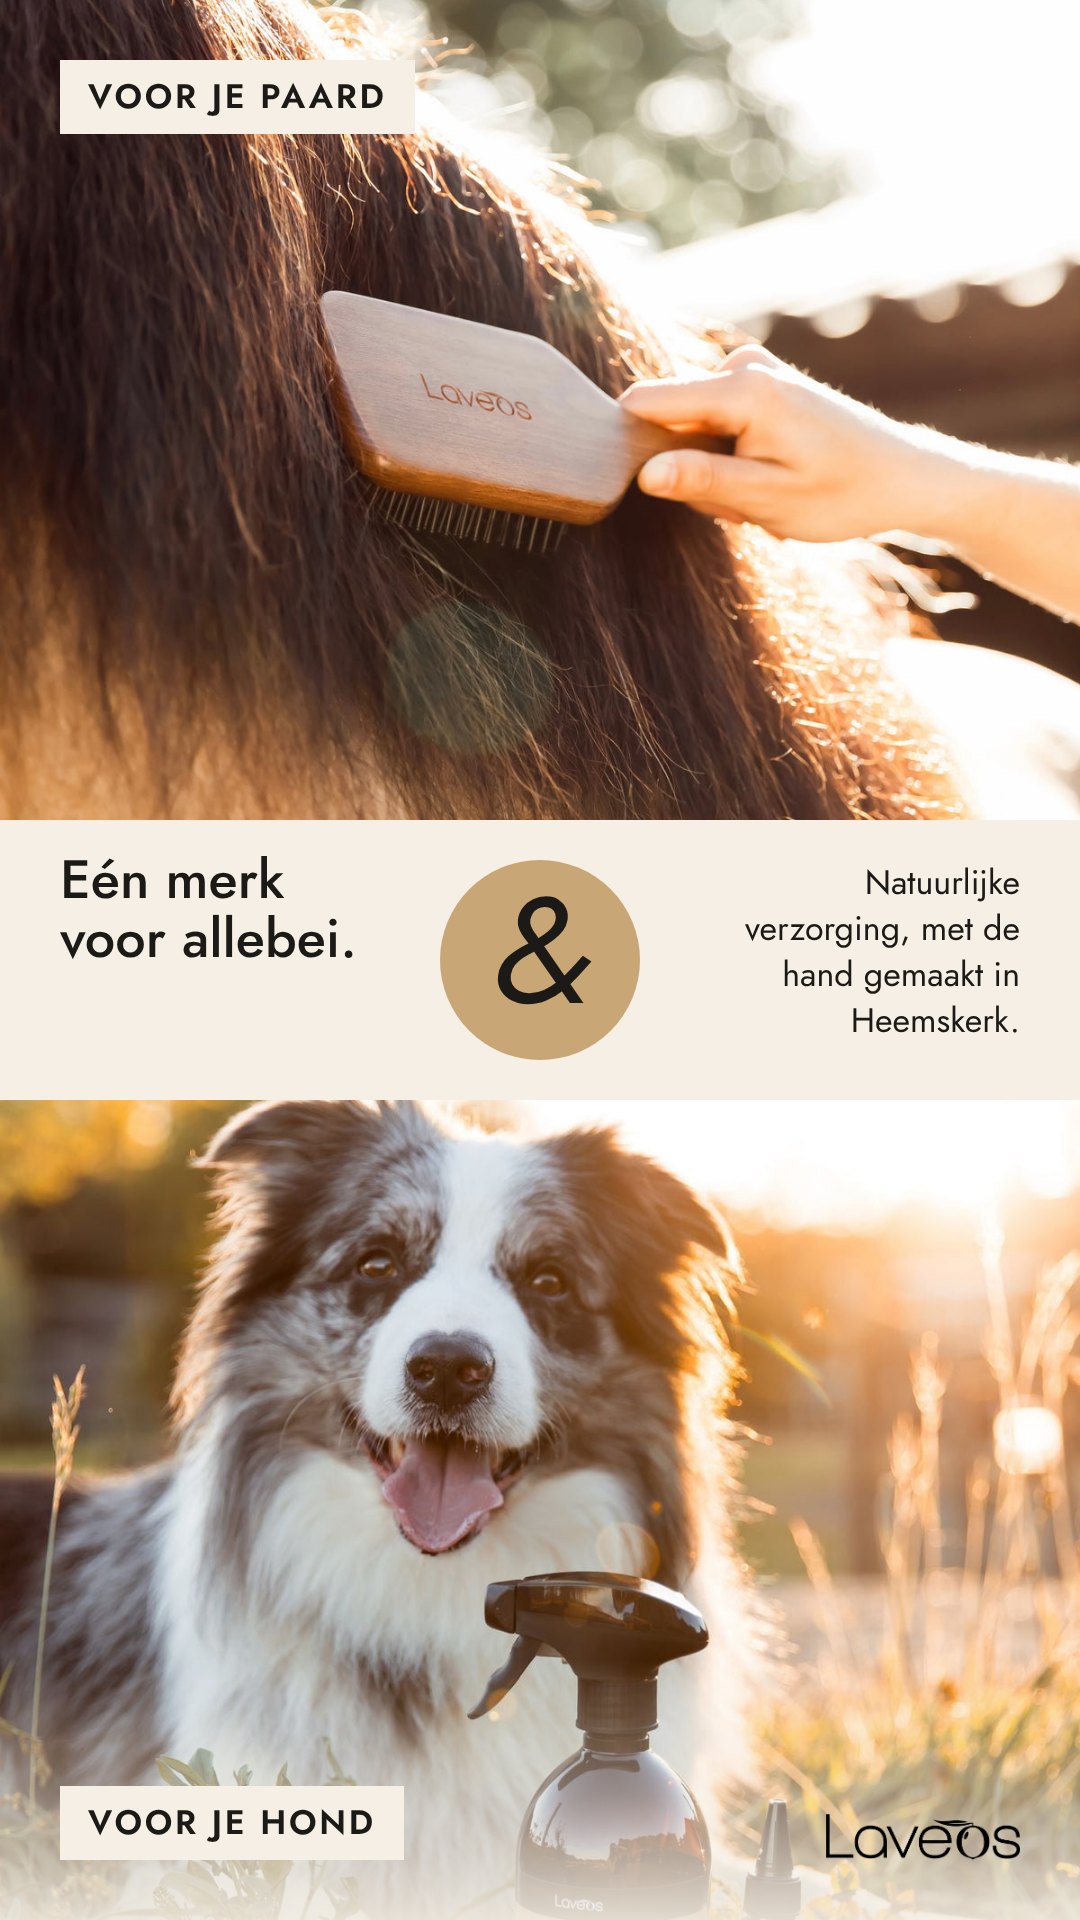 VOOR JE PAARD
Laveos
Eén merk
voor allebei.
&
Natuurlijke
verzorging, met de
hand gemaakt in
Heemskerk.
VOOR JE HOND
Laveos
Laveos